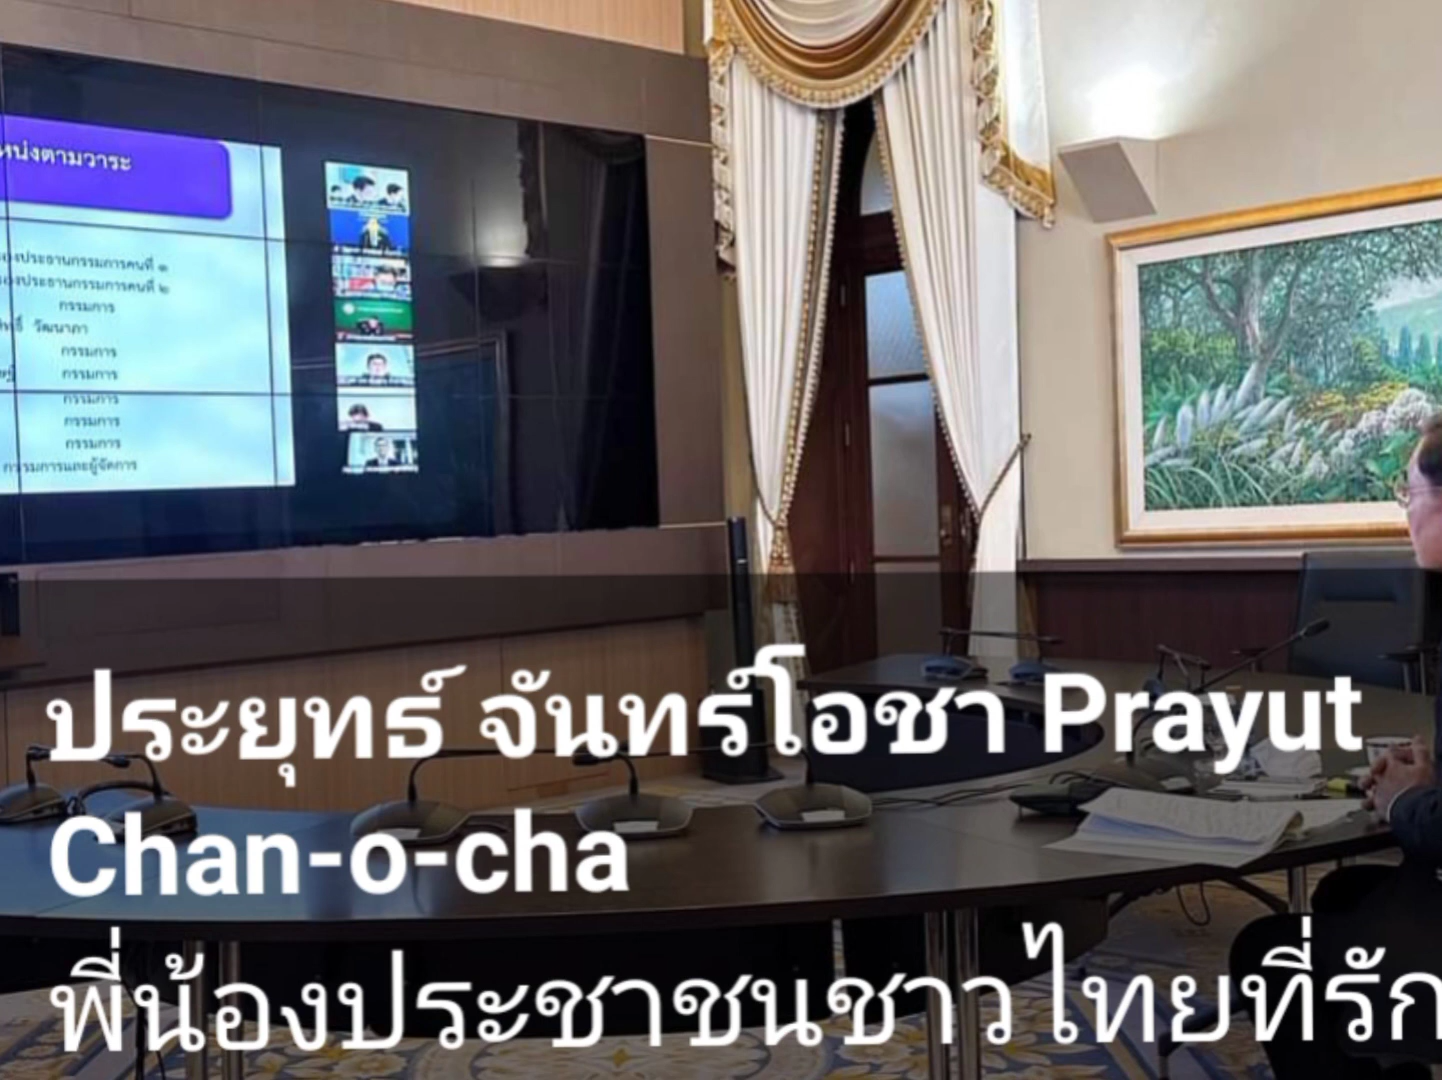 หน่งตามวาระ
องประธานกรรมการคนที่ ๑
องประธานกรรมการคนที่ ๒
กรรมการ
สิทธิ์ วัฒนาภา
กรรมการ
กรรมการ
กรรมการ
กรรมการ
กรรมการ
กรรมการและผู้จัดการ
ประยุทธ์ จันทร์โอชา Prayut
Chan-o-cha
พี่น้องประชาชนชาวไทยที่รัก